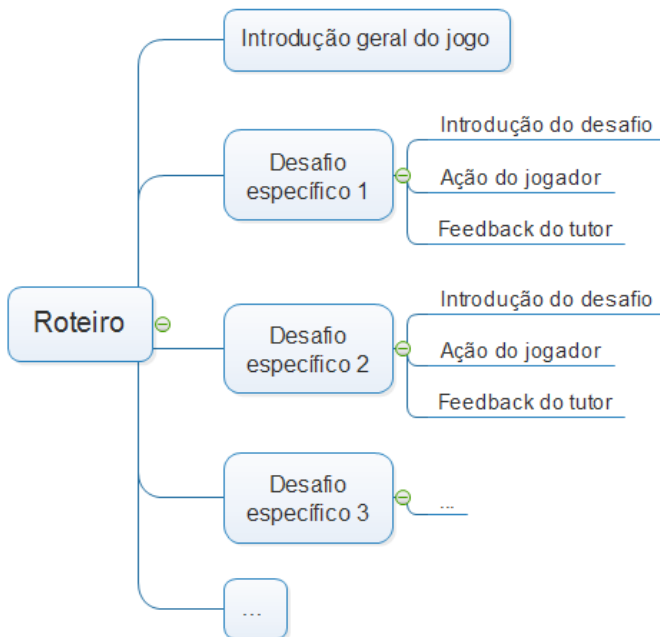 Introdução geral do jogo
Desafio
específico 1
Introdução do desafio
Ação do jogador
Feedback do tutor
Roteiro
Desafio
específico 2
Introdução do desafio
Ação do jogador
Feedback do tutor
Desafio
específico 3
...
...